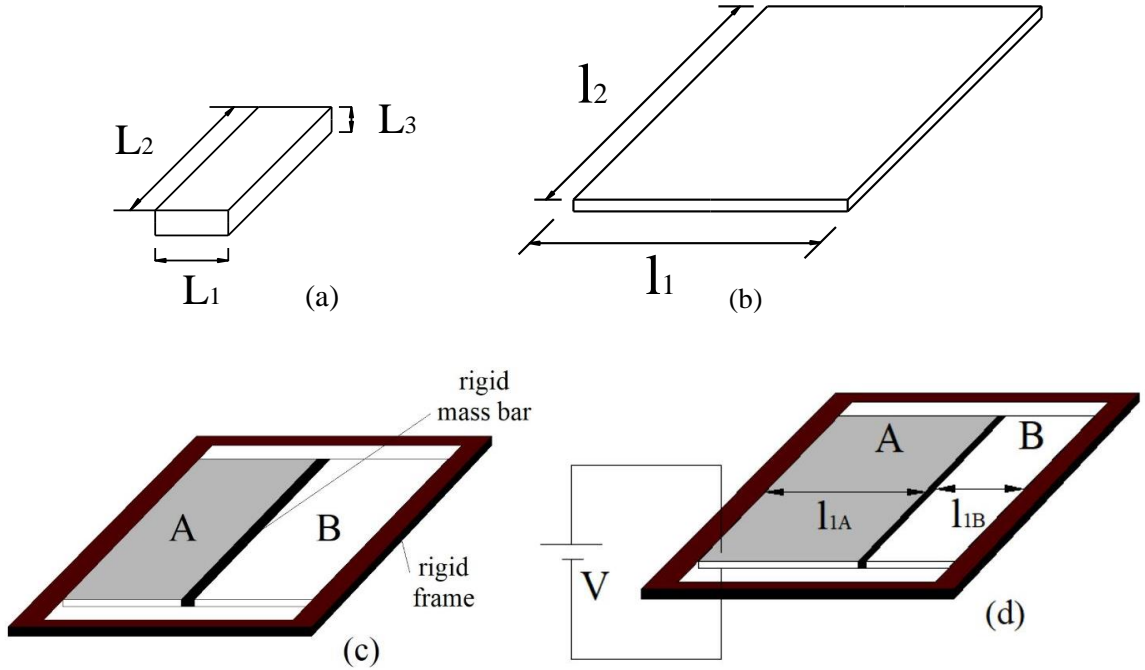 L2
L3
L1
(a)
l2
l1
(b)
rigid
mass bar
A
B
rigid
frame
(c)
A
B
l1A
l1B
V
(d)